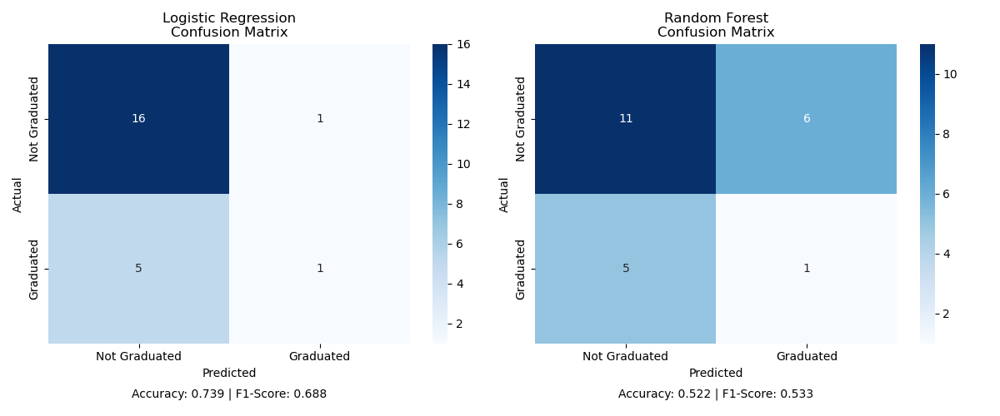 Logistic Regression
Confusion Matrix
Not Graduated
Graduated
Actual
16
1
5
1
Not Graduated
Graduated
Predicted
16
14
12
10
8
6
4
2
Accuracy: 0.739 | F1-Score: 0.688
Random Forest
Confusion Matrix
Not Graduated
Graduated
Actual
11
6
5
1
Not Graduated
Graduated
Predicted
10
8
6
4
2
Accuracy: 0.522 | F1-Score: 0.533